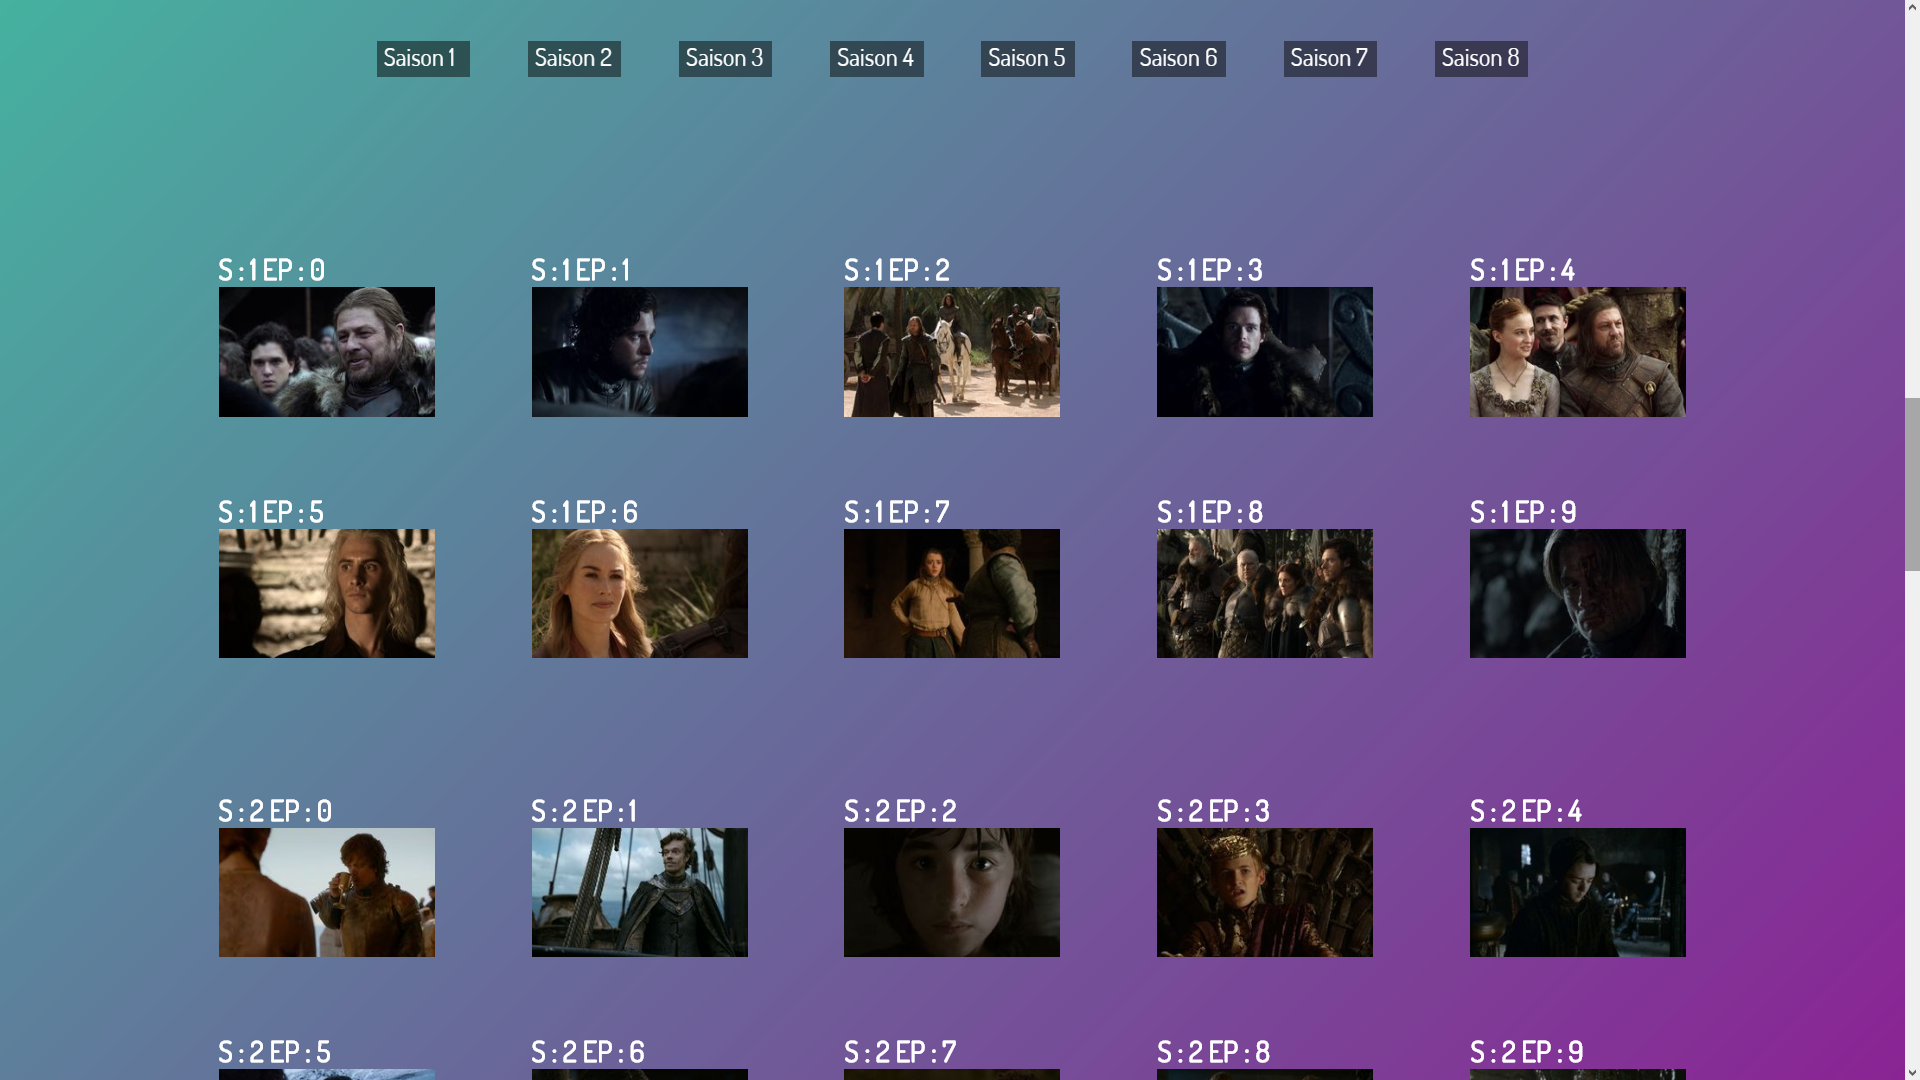 Saison 1 Saison 2 Saison 3 Saison 4 Saison 5 Saison 6 Saison 7 Saison 8
S : 1 EP : 0 S : 1 EP : 1 S : 1 EP : 2 S : 1 EP : 3 S : 1 EP : 4
S : 1 EP : 5 S : 1 EP : 6 S : 1 EP : 7 S : 1 EP : 8 S : 1 EP : 9
S : 2 EP : 0 S : 2 EP : 1 S : 2 EP : 2 S : 2 EP : 3 S : 2 EP : 4
S : 2 EP : 5 S : 2 EP : 6 S : 2 EP : 7 S : 2 EP : 8 S : 2 EP : 9